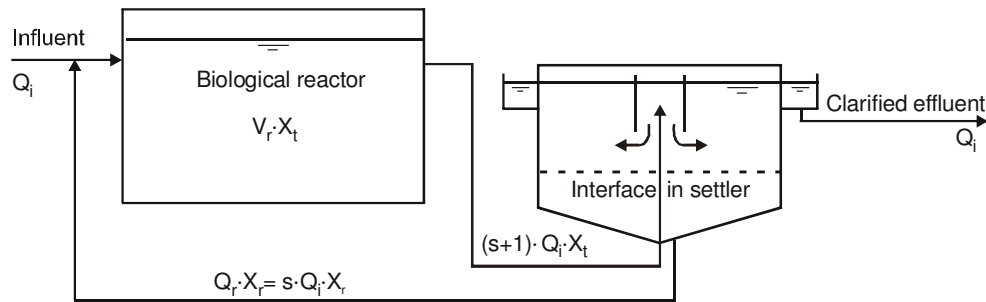 Influent
Qi
Biological reactor
Vr·Xt
Clarified effluent
Qi
Interface in settler
(s+1)·Qi·Xt
Qr·Xr= s·Qi·Xr